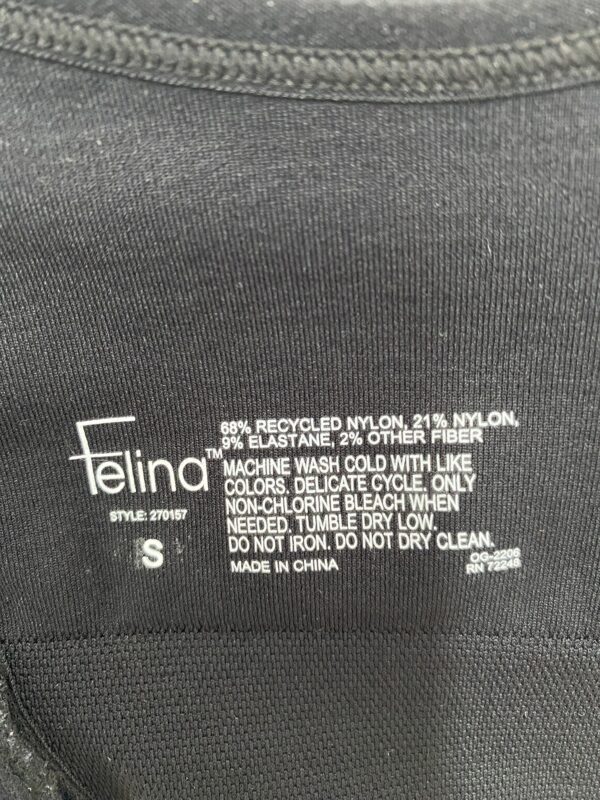 Felina™
STYLE: 270157
S
68% RECYCLED NYLON, 21% NYLON,
9% ELASTANE, 2% OTHER FIBER
MACHINE WASH COLD WITH LIKE
COLORS. DELICATE CYCLE. ONLY
NON-CHLORINE BLEACH WHEN
NEEDED. TUMBLE DRY LOW.
DO NOT IRON. DO NOT DRY CLEAN.
MADE IN CHINA
OG-2206
RN 72248